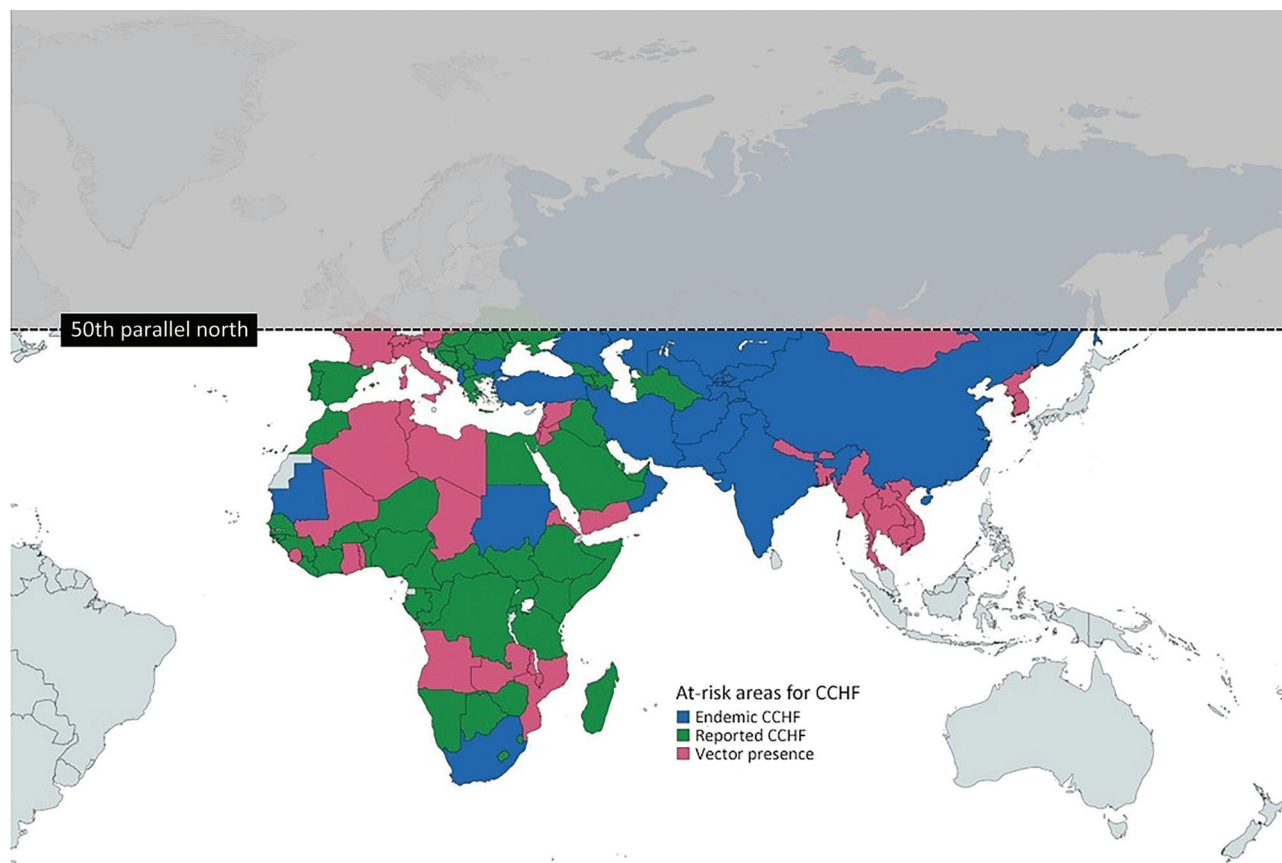 50th parallel north
At-risk areas for CCHF
Endemic CCHF
Reported CCHF
Vector presence